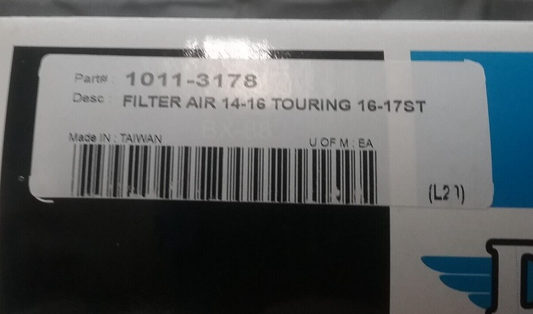 Part# : 1011-3178
Desc : FILTER AIR 14-16 TOURING 16-17ST
Made IN : TAIWAN U OF M : EA
(L2 1)